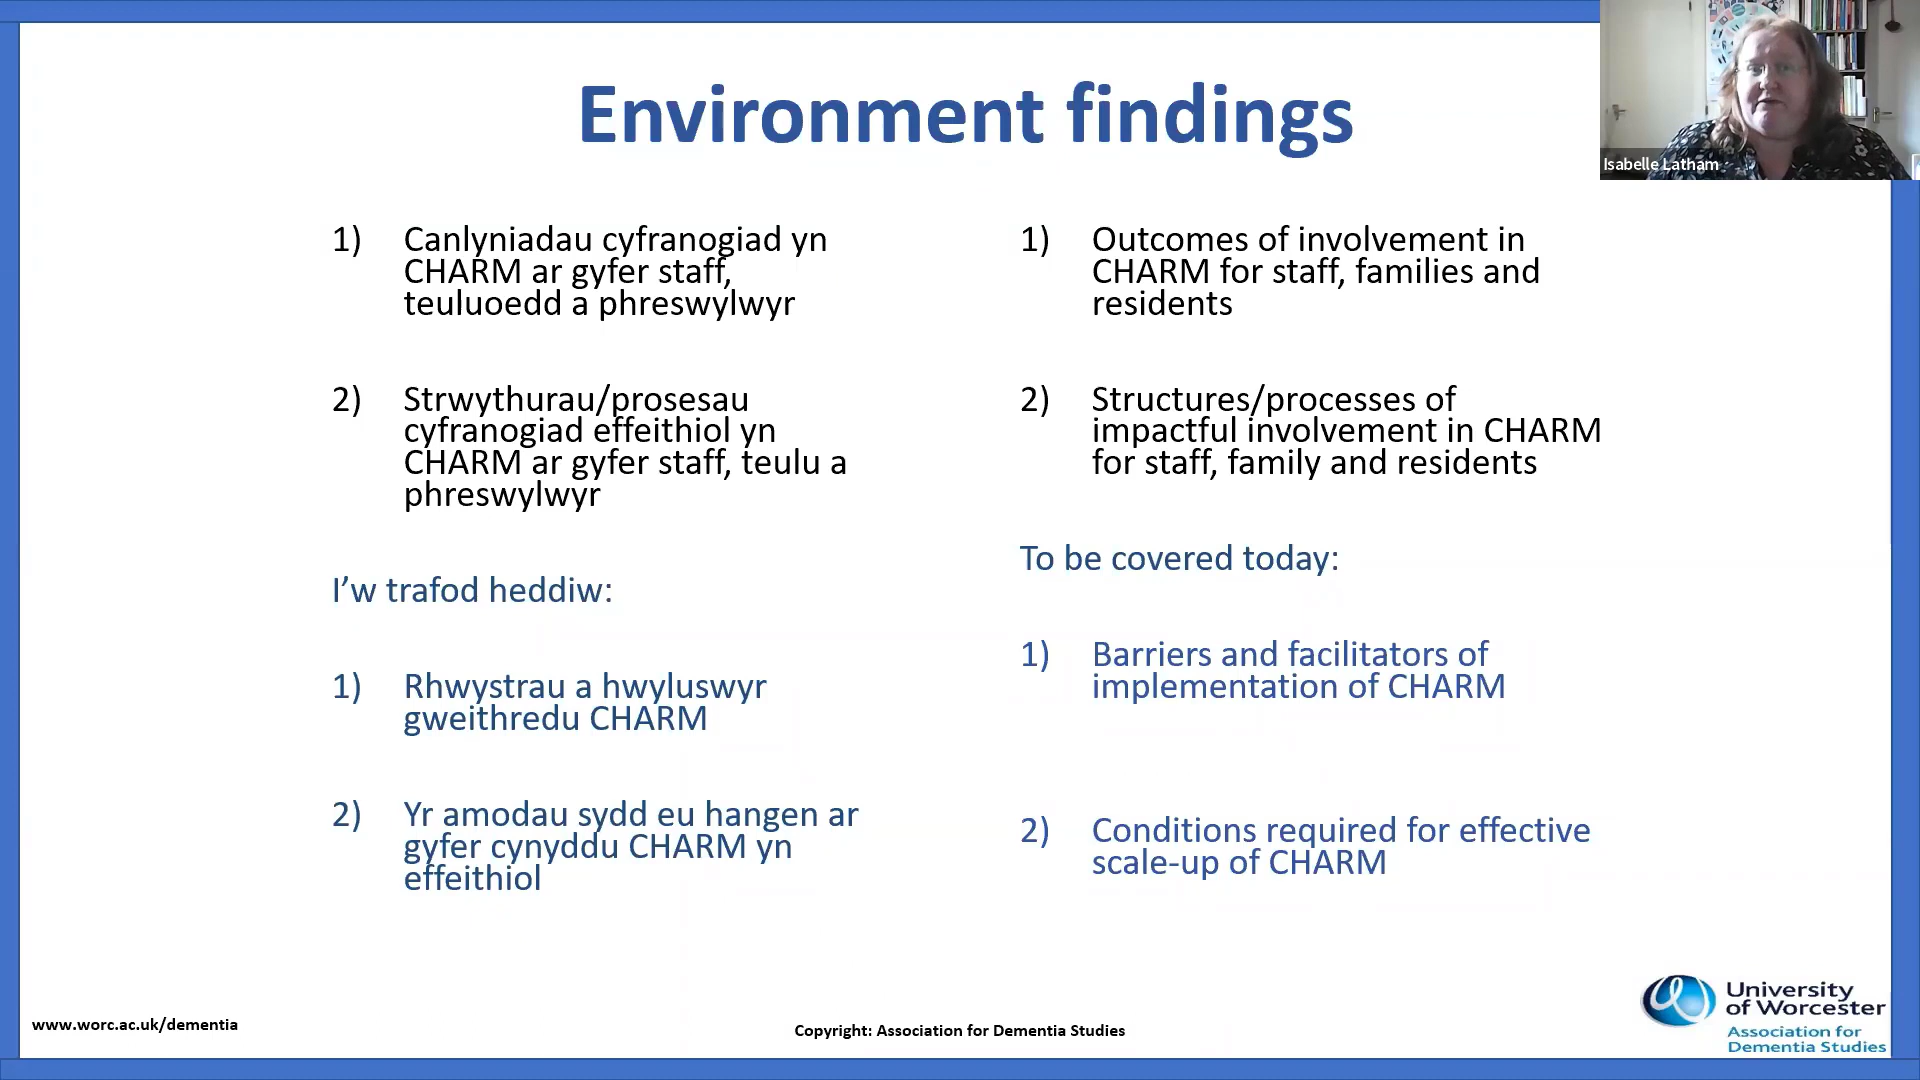 Environment findings
Isabelle Latham
1) Canlyniadau cyfranogiad yn
CHARM ar gyfer staff,
teuluoedd a phreswylwyr
2) Strwythurau/prosesau
cyfranogiad effeithiol yn
CHARM ar gyfer staff, teulu a
phreswylwyr
I’w trafod heddiw:
1) Rhwystrau a hwyluswyr
gweithredu CHARM
2) Yr amodau sydd eu hangen ar
gyfer cynyddu CHARM yn
effeithiol
1) Outcomes of involvement in
CHARM for staff, families and
residents
2) Structures/processes of
impactful involvement in CHARM
for staff, family and residents
To be covered today:
1) Barriers and facilitators of
implementation of CHARM
2) Conditions required for effective
scale-up of CHARM
www.worc.ac.uk/dementia
Copyright: Association for Dementia Studies
University
of Worcester
Association for
Dementia Studies